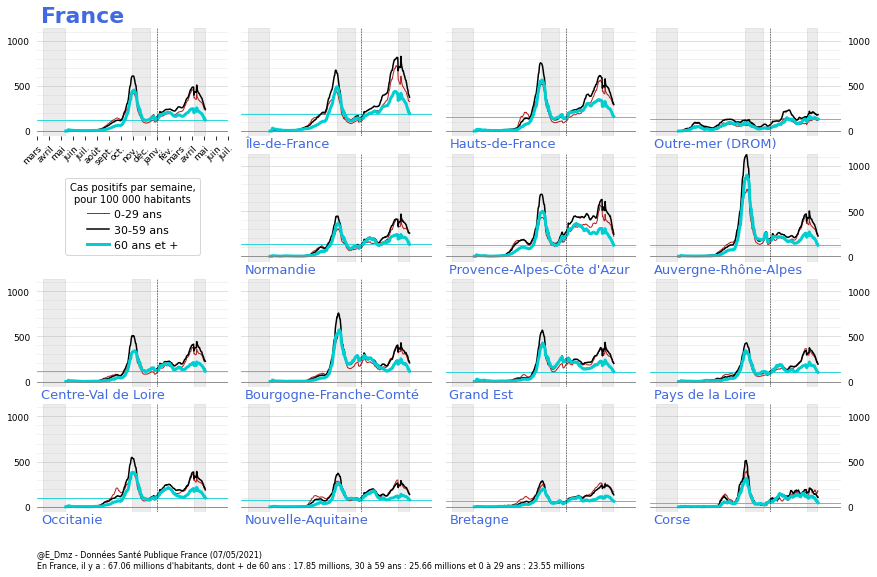 France
1000
500
0
1000
500
0
mars
avril
mai
juin
juil.
août
sept.
oct.
nov.
déc.
janv.
fév.
mars
avril
mai
juin
juil.
Île-de-France
Hauts-de-France
Outre-mer (DROM)
Cas positifs par semaine,
pour 100 000 habitants
0-29 ans
30-59 ans
60 ans et +
1000
500
0
Normandie
Provence-Alpes-Côte d'Azur
Auvergne-Rhône-Alpes
1000
500
0
1000
500
0
Centre-Val de Loire
Bourgogne-Franche-Comté
Grand Est
Pays de la Loire
1000
500
0
1000
500
0
Occitanie
Nouvelle-Aquitaine
Bretagne
Corse
@E_Dmz - Données Santé Publique France (07/05/2021)
En France, il y a : 67.06 millions d'habitants, dont + de 60 ans : 17.85 millions, 30 à 59 ans : 25.66 millions et 0 à 29 ans : 23.55 millions